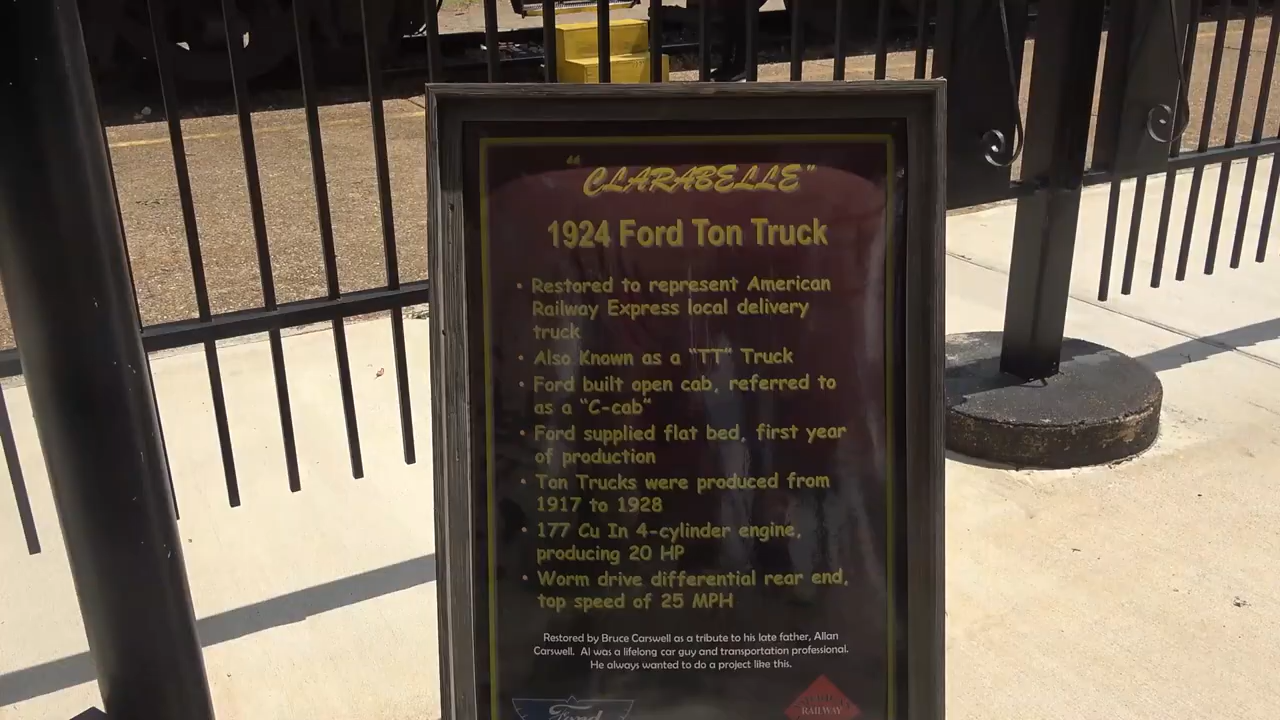 "CLARABELLE"
1924 Ford Ton Truck
• Restored to represent American
Railway Express local delivery
truck
• Also Known as a "TT" Truck
• Ford built open cab, referred to
as a "C-cab"
• Ford supplied flat bed, first year
of production
• Ton Trucks were produced from
1917 to 1928
• 177 Cu In 4-cylinder engine,
producing 20 HP
• Worm drive differential rear end,
top speed of 25 MPH
Restored by Bruce Carswell as a tribute to his late father, Allan
Carswell. Al was a lifelong car guy and transportation professional.
He always wanted to do a project like this.
Ford
RAILWAY